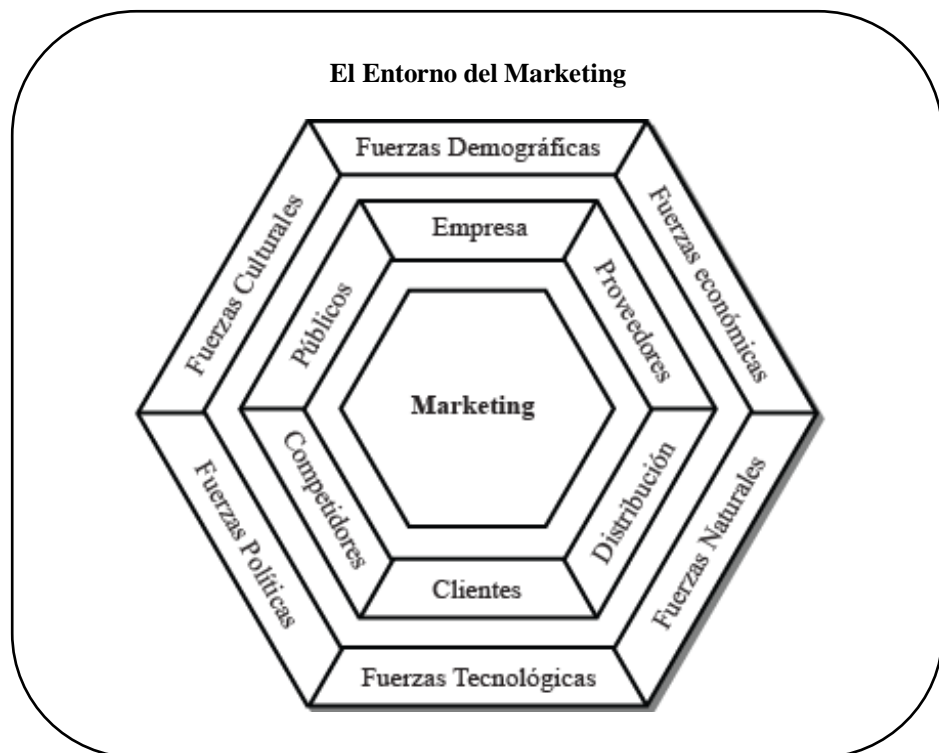 El Entorno del Marketing
Fuerzas Demográficas
Fuerzas económicas
Fuerzas Naturales
Fuerzas Tecnológicas
Fuerzas Políticas
Fuerzas Culturales
Empresa
Proveedores
Distribución
Clientes
Competidores
Públicos
Marketing